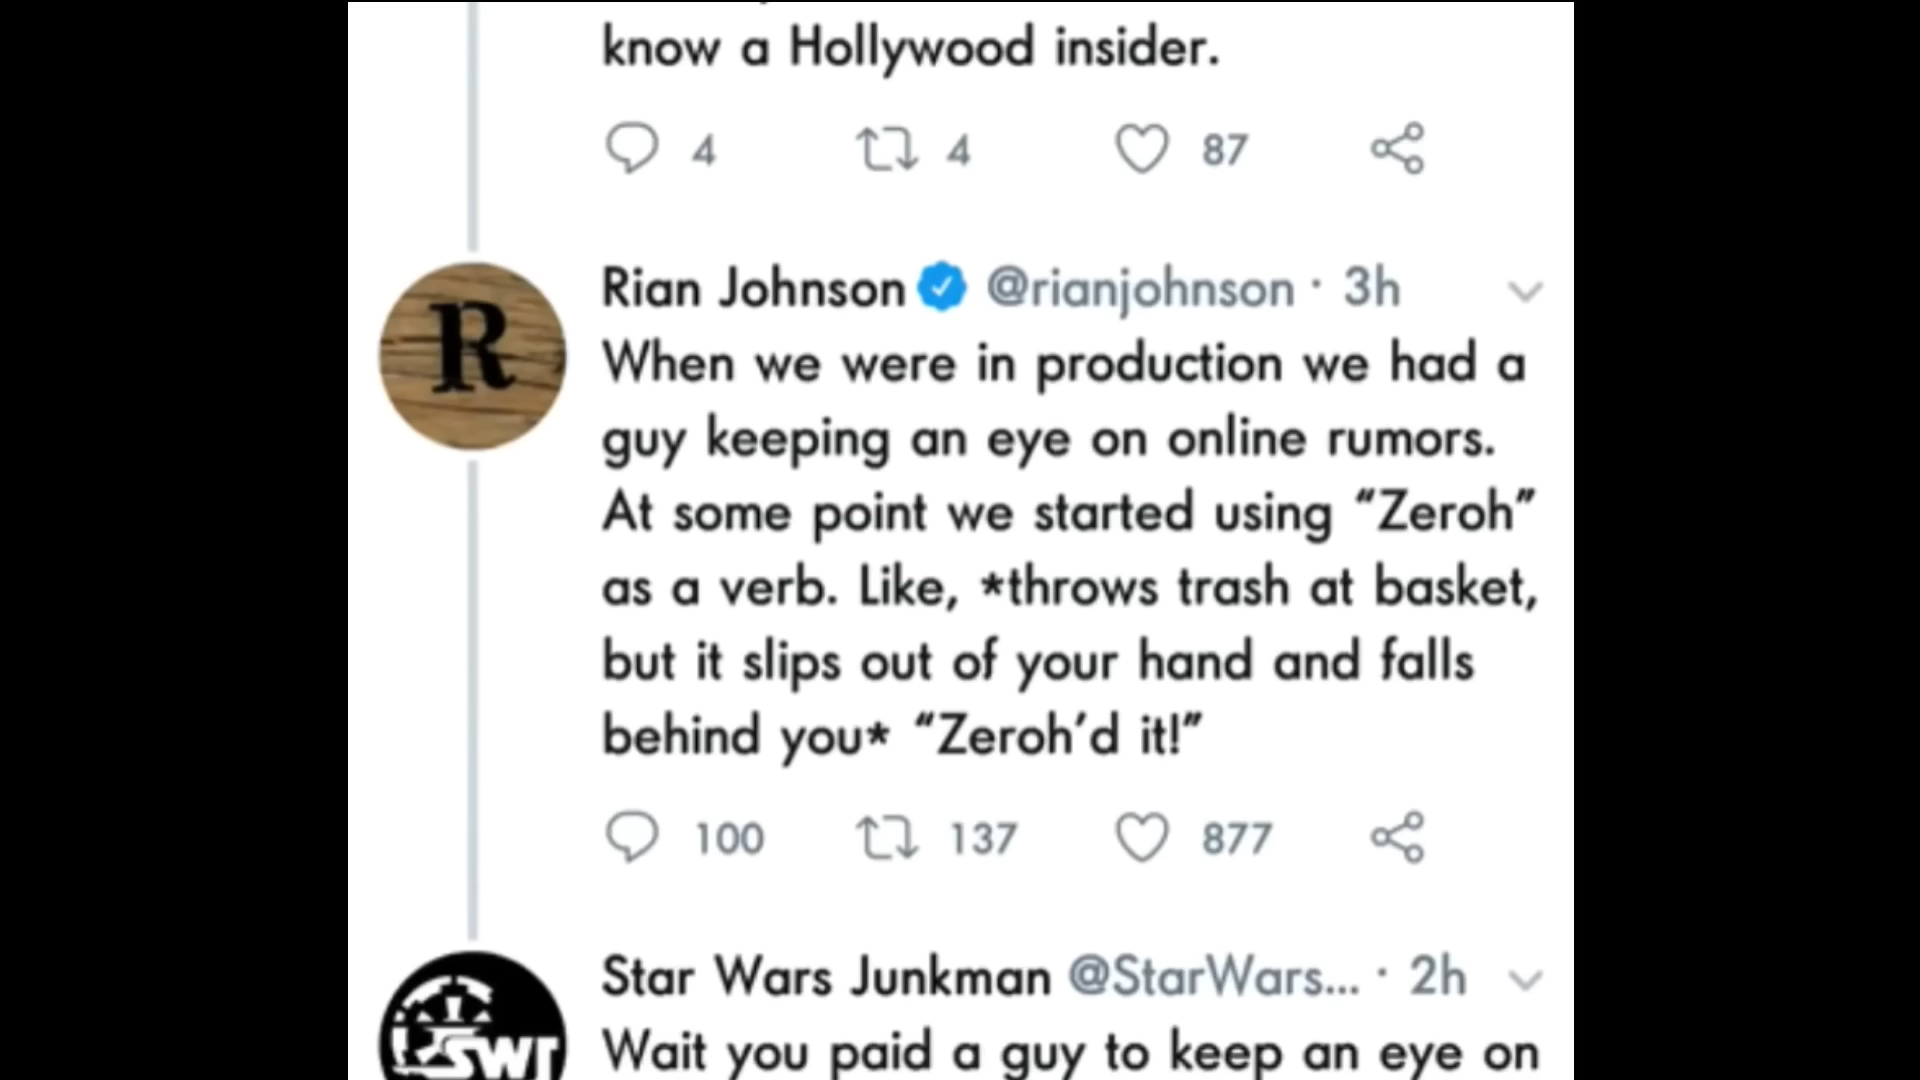 know a Hollywood insider.
4 4 87
Rian Johnson @rianjohnson · 3h
When we were in production we had a
guy keeping an eye on online rumors.
At some point we started using “Zeroh”
as a verb. Like, *throws trash at basket,
but it slips out of your hand and falls
behind you* “Zeroh’d it!”
100 137 877
Star Wars Junkman @StarWars... · 2h
Wait you paid a guy to keep an eye on
R
SWJ